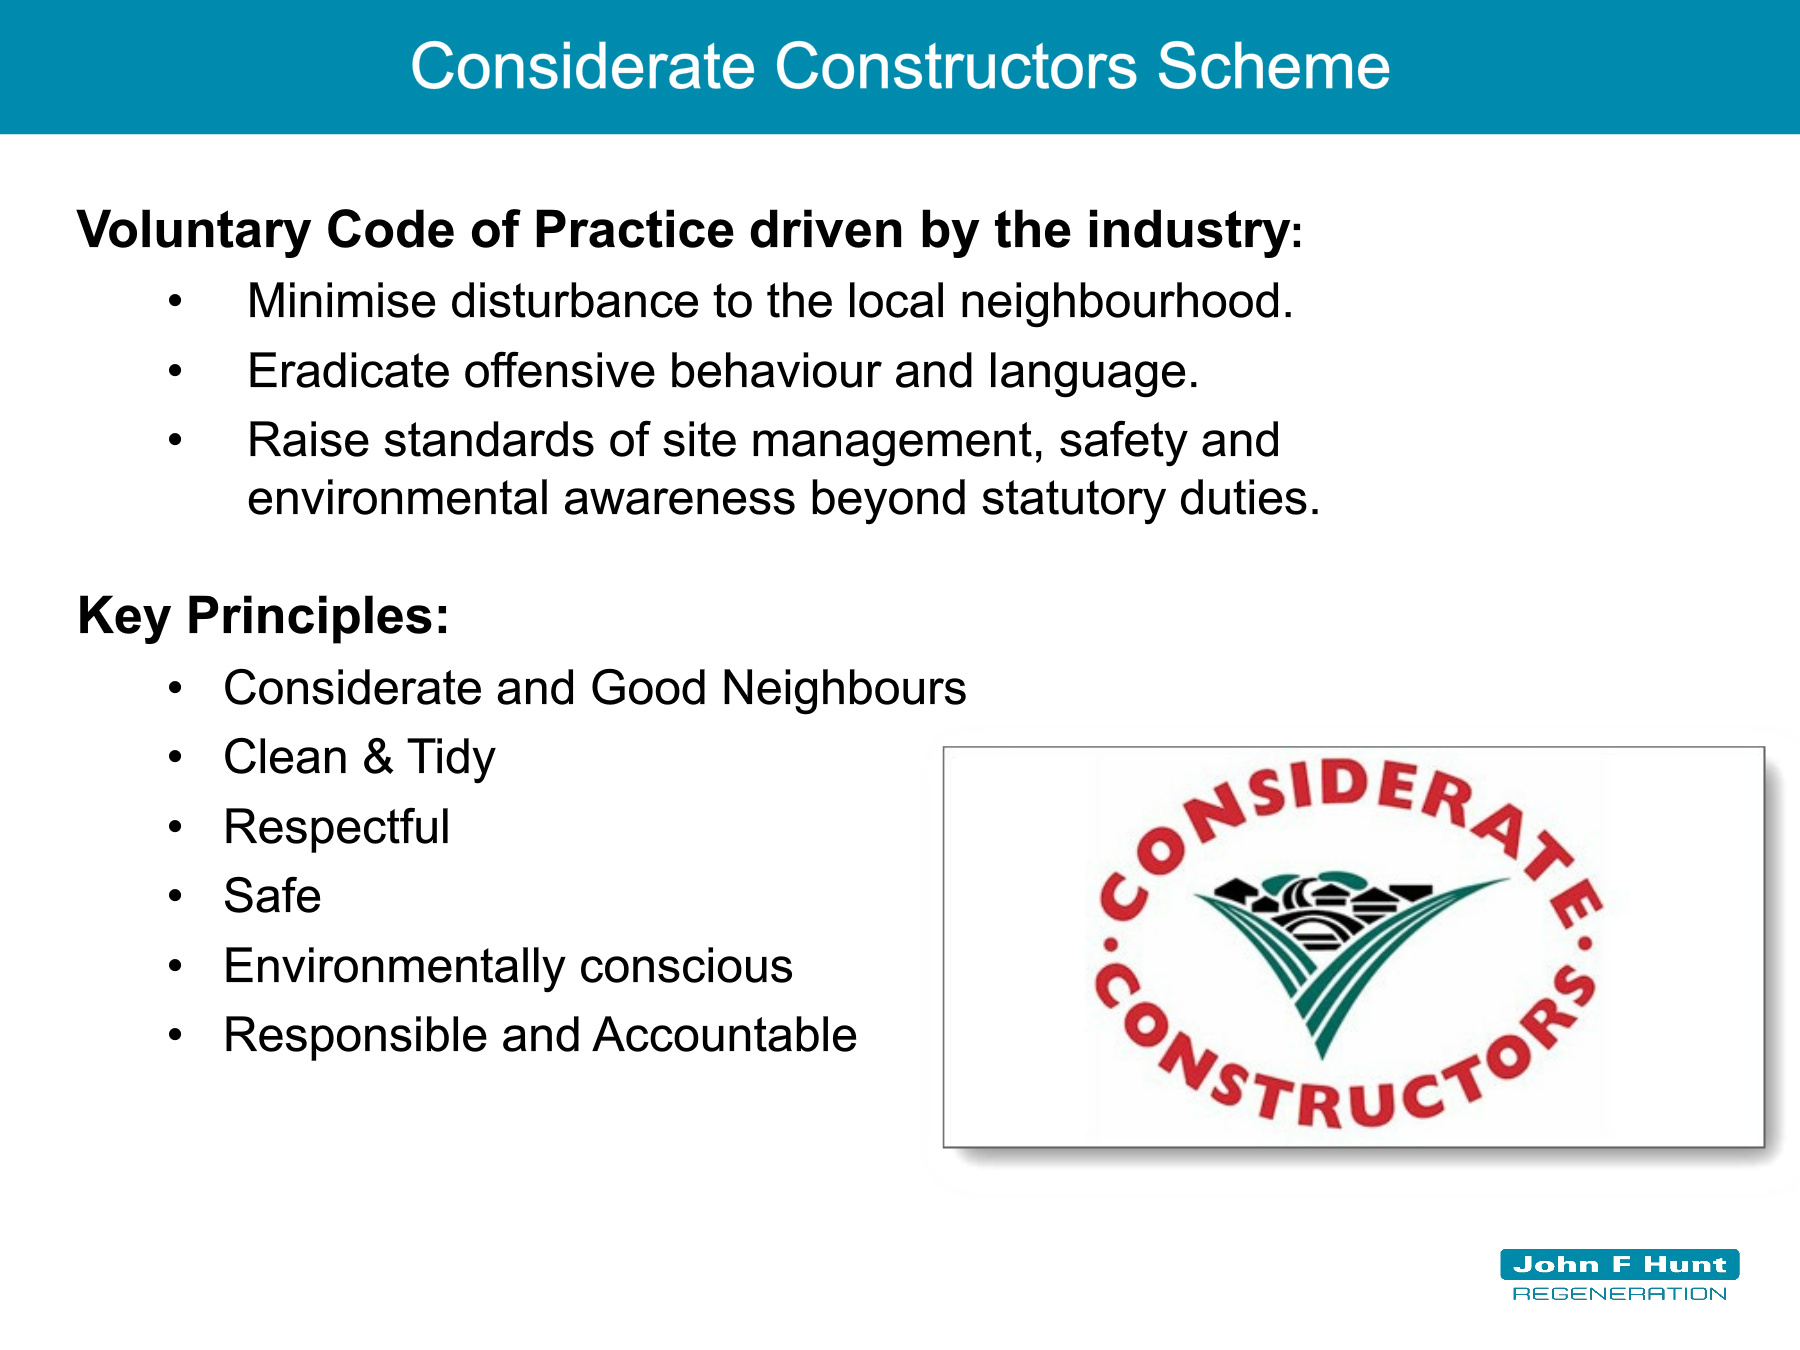 Considerate Constructors Scheme
Voluntary Code of Practice driven by the industry:
• Minimise disturbance to the local neighbourhood.
• Eradicate offensive behaviour and language.
• Raise standards of site management, safety and
environmental awareness beyond statutory duties.
Key Principles:
• Considerate and Good Neighbours
• Clean & Tidy
• Respectful
• Safe
• Environmentally conscious
• Responsible and Accountable
CONSIDERATE
• CONSTRUCTORS •
John F Hunt
REGENERATION